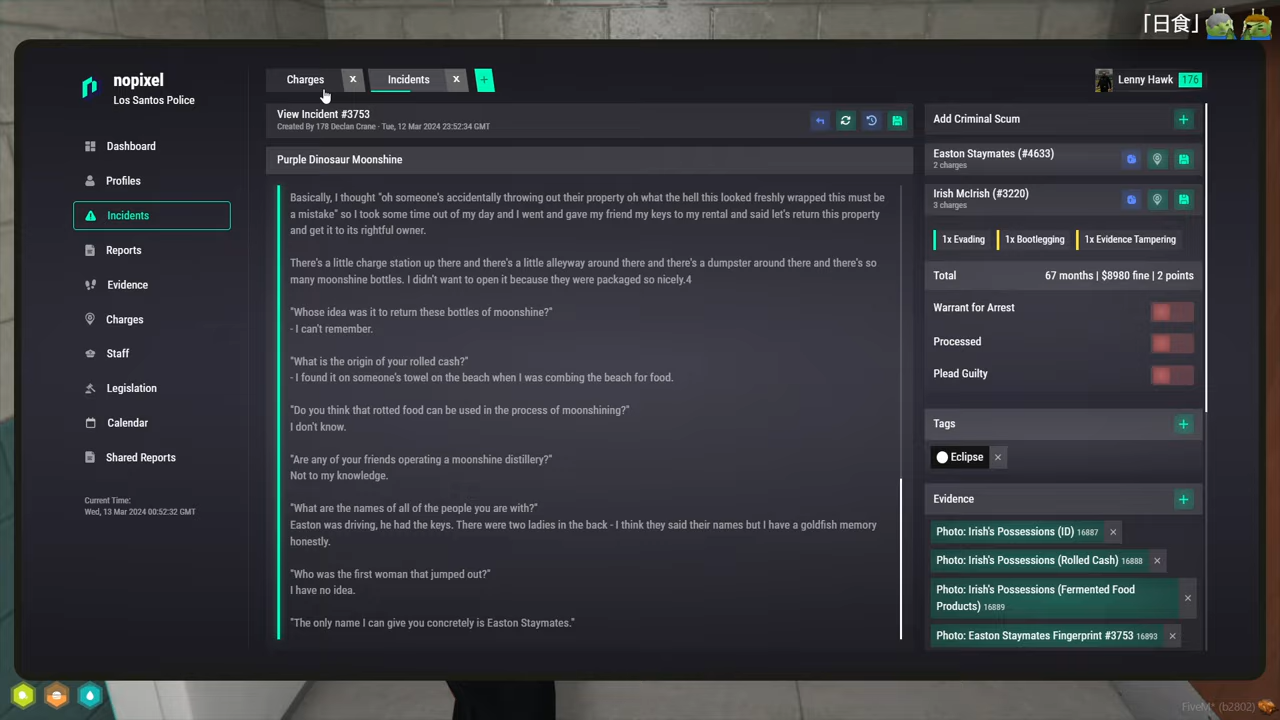 「日食」
nopixel
Los Santos Police
Dashboard
Profiles
Incidents
Reports
Evidence
Charges
Staff
Legislation
Calendar
Shared Reports
Current Time:
Wed, 13 Mar 2024 00:52:32 GMT
Charges x Incidents x +
Lenny Hawk 176
View Incident #3753
Created By 178 Declan Crane · Tue, 12 Mar 2024 23:52:34 GMT
Purple Dinosaur Moonshine
Basically, I thought "oh someone's accidentally throwing out their property oh what the hell this looked freshly wrapped this must be
a mistake" so I took some time out of my day and I went and gave my friend my keys to my rental and said let's return this property
and get it to its rightful owner.
There's a little charge station up there and there's a little alleyway around there and there's a dumpster around there and there's so
many moonshine bottles. I didn't want to open it because they were packaged so nicely.4
"Whose idea was it to return these bottles of moonshine?"
- I can't remember.
"What is the origin of your rolled cash?"
- I found it on someone's towel on the beach when I was combing the beach for food.
"Do you think that rotted food can be used in the process of moonshining?"
I don't know.
"Are any of your friends operating a moonshine distillery?"
Not to my knowledge.
"What are the names of all of the people you are with?"
Easton was driving, he had the keys. There were two ladies in the back - I think they said their names but I have a goldfish memory
honestly.
"Who was the first woman that jumped out?"
I have no idea.
"The only name I can give you concretely is Easton Staymates."
Add Criminal Scum +
Easton Staymates (#4633)
2 charges
Irish McIrish (#3220)
3 charges
1x Evading 1x Bootlegging 1x Evidence Tampering
Total 67 months | $8980 fine | 2 points
Warrant for Arrest
Processed
Plead Guilty
Tags +
Eclipse x
Evidence +
Photo: Irish's Possessions (ID) 16887 x
Photo: Irish's Possessions (Rolled Cash) 16888 x
Photo: Irish's Possessions (Fermented Food
Products) 16889 x
Photo: Easton Staymates Fingerprint #3753 16893 x
FiveM* (b2802)